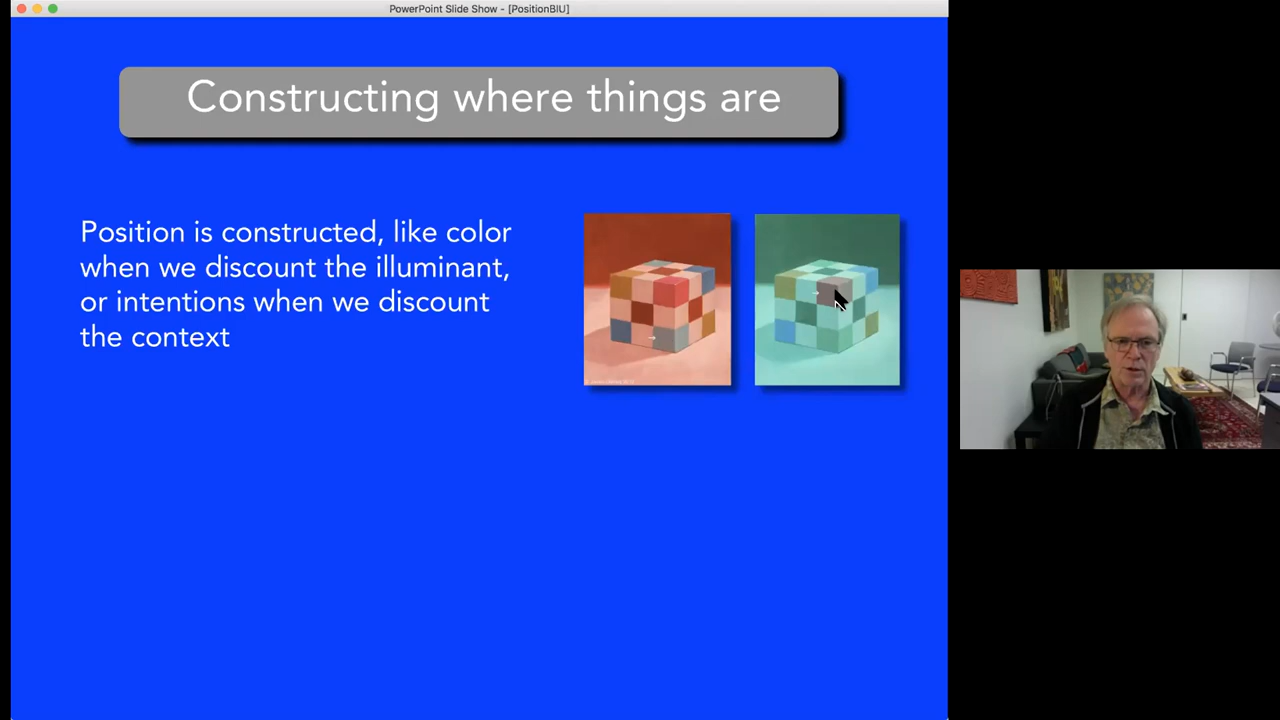 PowerPoint Slide Show - [PositionBIU]
Constructing where things are
Position is constructed, like color
when we discount the illuminant,
or intentions when we discount
the context